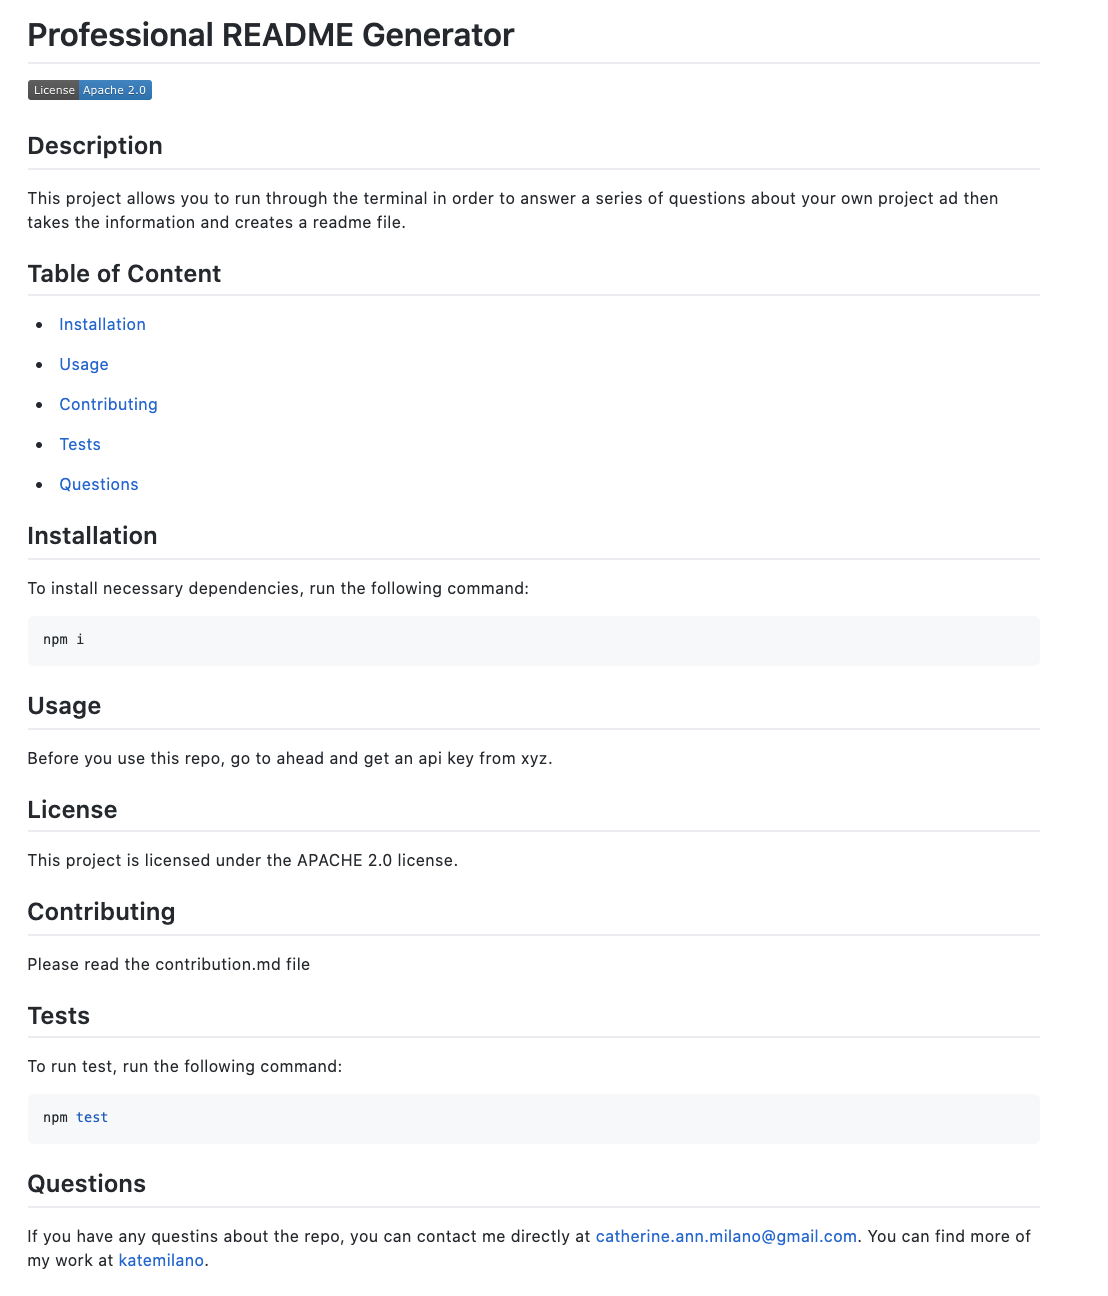 Professional README Generator
License Apache 2.0
Description
This project allows you to run through the terminal in order to answer a series of questions about your own project ad then
takes the information and creates a readme file.
Table of Content
Installation
Usage
Contributing
Tests
Questions
Installation
To install necessary dependencies, run the following command:
npm i
Usage
Before you use this repo, go to ahead and get an api key from xyz.
License
This project is licensed under the APACHE 2.0 license.
Contributing
Please read the contribution.md file
Tests
To run test, run the following command:
npm test
Questions
If you have any questins about the repo, you can contact me directly at catherine.ann.milano@gmail.com. You can find more of
my work at katemilano.